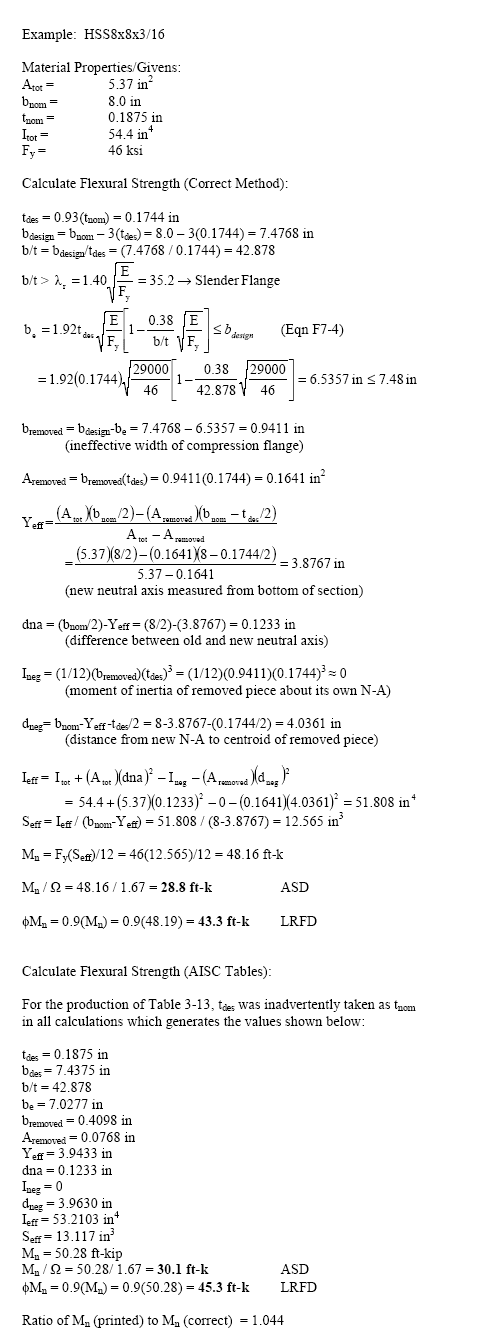 Example:  HSS8x8x3/16
Material Properties/Givens:
Atot = 5.37 in²
bnom = 8.0 in
tnom = 0.1875 in
Itot = 54.4 in⁴
Fy = 46 ksi
Calculate Flexural Strength (Correct Method):
tdes = 0.93(tnom) = 0.1744 in
bdesign = bnom – 3(tdes) = 8.0 – 3(0.1744) = 7.4768 in
b/t = bdesign/tdes = (7.4768 / 0.1744) = 42.878
b/t > λr = 1.40 √(E/Fy) = 35.2 → Slender Flange
be = 1.92tdes √(E/Fy) [1 – 0.38/(b/t) √(E/Fy)] ≤ bdesign (Eqn F7-4)
= 1.92(0.1744)√(29000/46) [1 – 0.38/42.878 √(29000/46)] = 6.5357 in ≤ 7.48 in
bremoved = bdesign-be = 7.4768 – 6.5357 = 0.9411 in
(ineffective width of compression flange)
Aremoved = bremoved(tdes) = 0.9411(0.1744) = 0.1641 in²
Yeff = ((Atot)(bnom/2)–(Aremoved)(bnom – tdes/2)) / (Atot – Aremoved)
= ((5.37)(8/2)–(0.1641)(8–0.1744/2)) / (5.37–0.1641) = 3.8767 in
(new neutral axis measured from bottom of section)
dna = (bnom/2)-Yeff = (8/2)-(3.8767) = 0.1233 in
(difference between old and new neutral axis)
Ineg = (1/12)(bremoved)(tdes)³ = (1/12)(0.9411)(0.1744)³ ≈ 0
(moment of inertia of removed piece about its own N-A)
dneg= bnom-Yeff-tdes/2 = 8-3.8767-(0.1744/2) = 4.0361 in
(distance from new N-A to centroid of removed piece)
Ieff = Itot + (Atot)(dna)² – Ineg – (Aremoved)(dneg)²
= 54.4 + (5.37)(0.1233)² – 0 – (0.1641)(4.0361)² = 51.808 in⁴
Seff = Ieff / (bnom-Yeff) = 51.808 / (8-3.8767) = 12.565 in³
Mn = Fy(Seff)/12 = 46(12.565)/12 = 48.16 ft-k
Mn / Ω = 48.16 / 1.67 = 28.8 ft-k ASD
ϕMn = 0.9(Mn) = 0.9(48.19) = 43.3 ft-k LRFD
Calculate Flexural Strength (AISC Tables):
For the production of Table 3-13, tdes was inadvertently taken as tnom
in all calculations which generates the values shown below:
tdes = 0.1875 in
bdes = 7.4375 in
b/t = 42.878
be = 7.0277 in
bremoved = 0.4098 in
Aremoved = 0.0768 in
Yeff = 3.9433 in
dna = 0.1233 in
Ineg = 0
dneg = 3.9630 in
Ieff = 53.2103 in⁴
Seff = 13.117 in³
Mn = 50.28 ft-kip
Mn / Ω = 50.28/ 1.67 = 30.1 ft-k ASD
ϕMn = 0.9(Mn) = 0.9(50.28) = 45.3 ft-k LRFD
Ratio of Mn (printed) to Mn (correct)  = 1.044